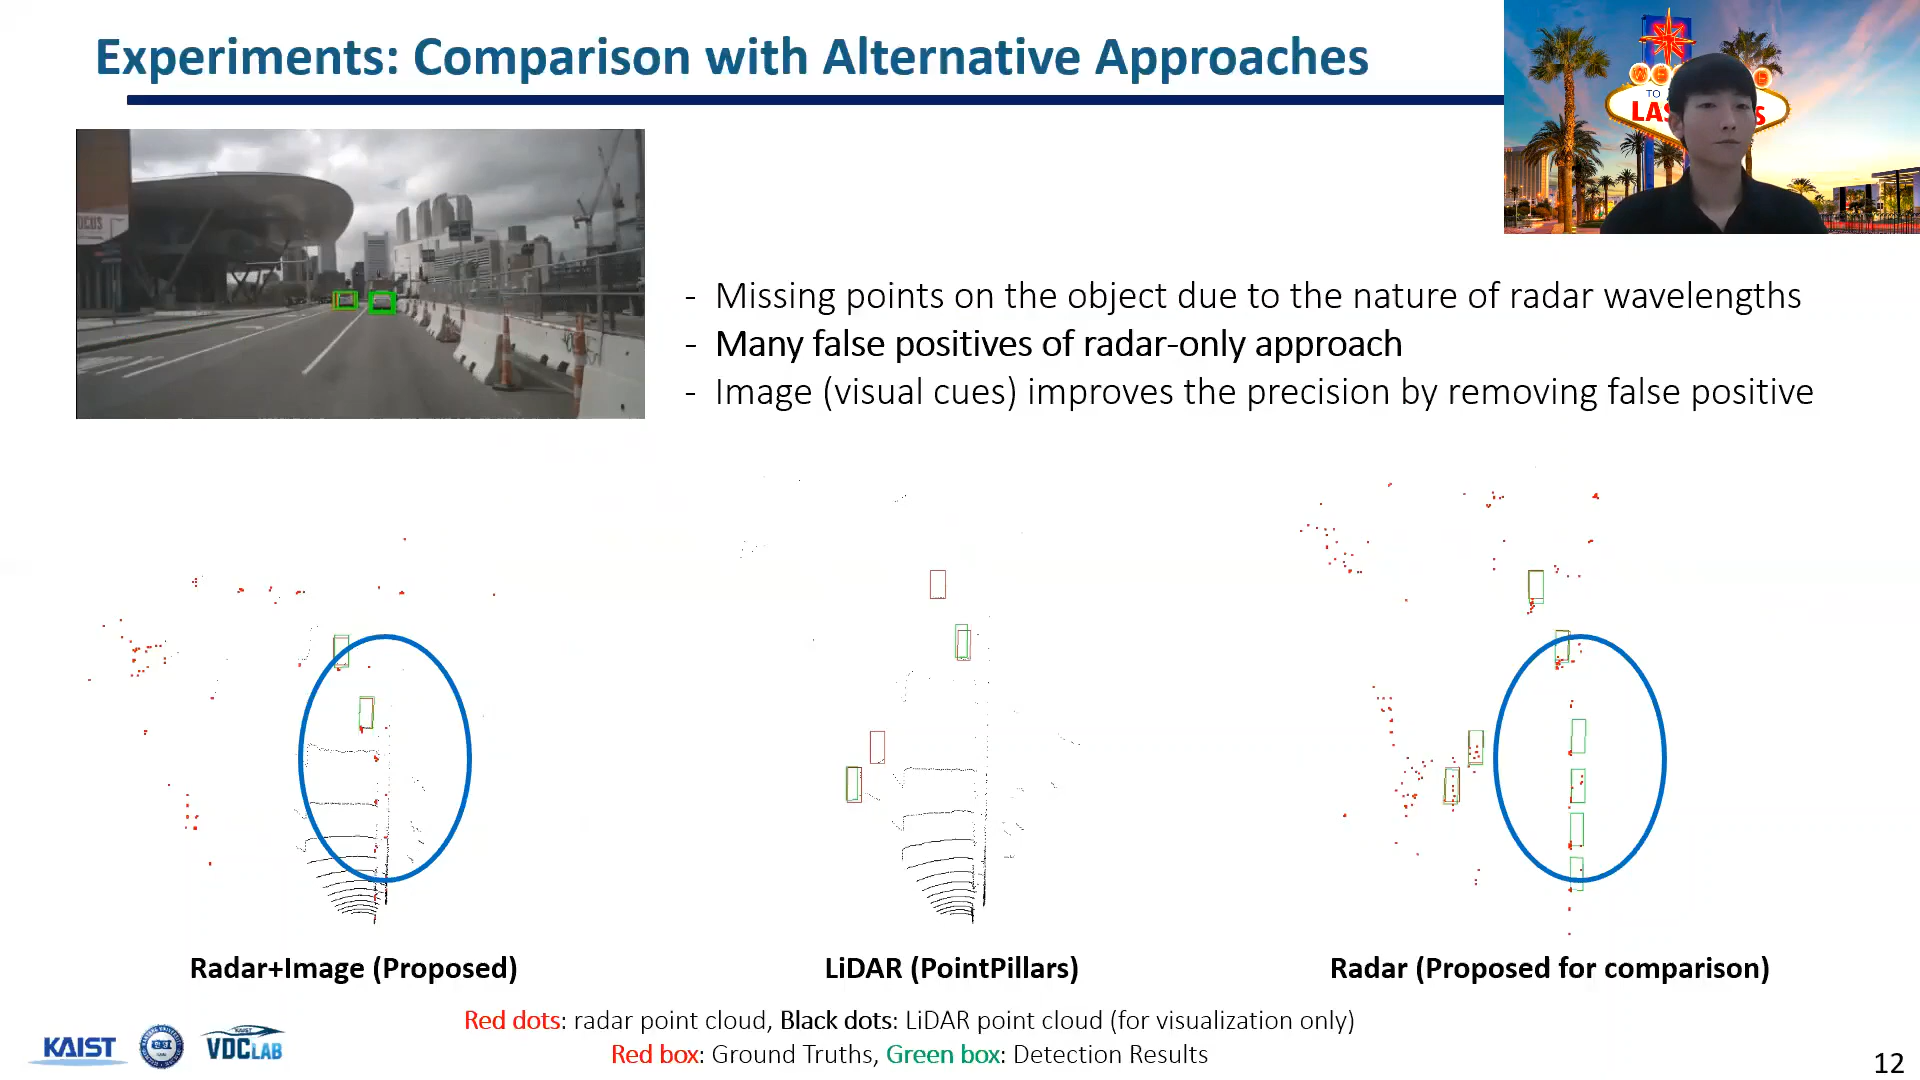 Experiments: Comparison with Alternative Approaches
TO
LAS
S
- Missing points on the object due to the nature of radar wavelengths
- Many false positives of radar-only approach
- Image (visual cues) improves the precision by removing false positive
Radar+Image (Proposed)
LiDAR (PointPillars)
Radar (Proposed for comparison)
Red dots: radar point cloud, Black dots: LiDAR point cloud (for visualization only)
Red box: Ground Truths, Green box: Detection Results
KAIST
KAIST
VDCLAB
12